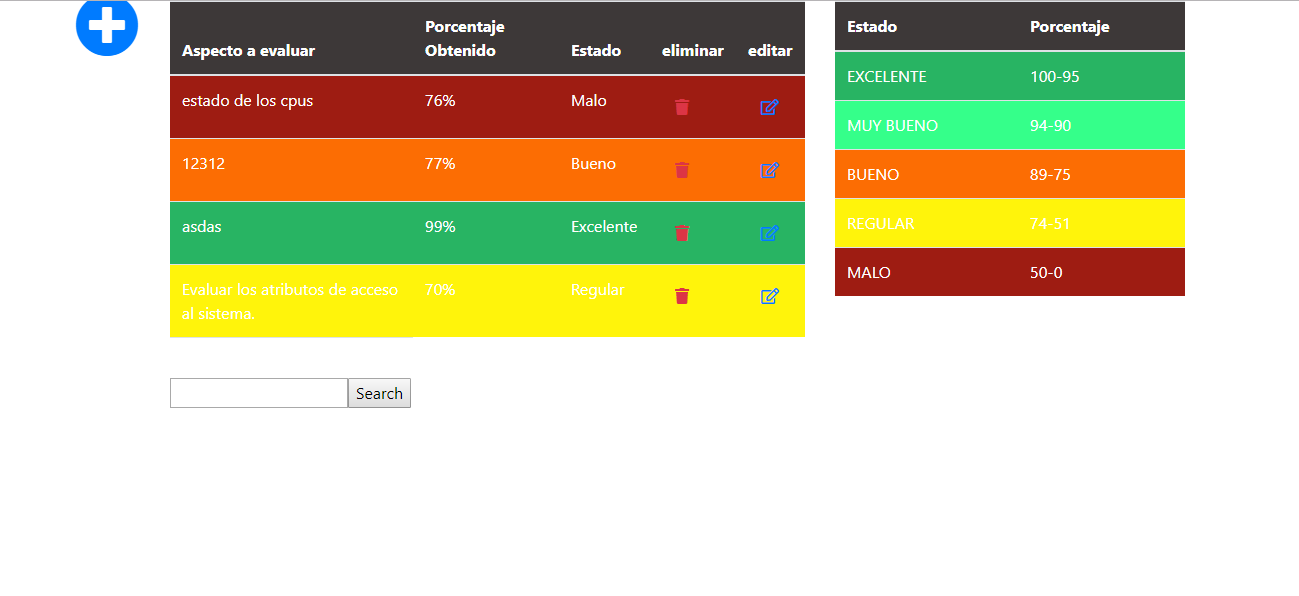 Aspecto a evaluar Porcentaje Obtenido Estado eliminar editar
estado de los cpus 76% Malo
12312 77% Bueno
asdas 99% Excelente
Evaluar los atributos de acceso al sistema. 70% Regular
Search
Estado Porcentaje
EXCELENTE 100-95
MUY BUENO 94-90
BUENO 89-75
REGULAR 74-51
MALO 50-0